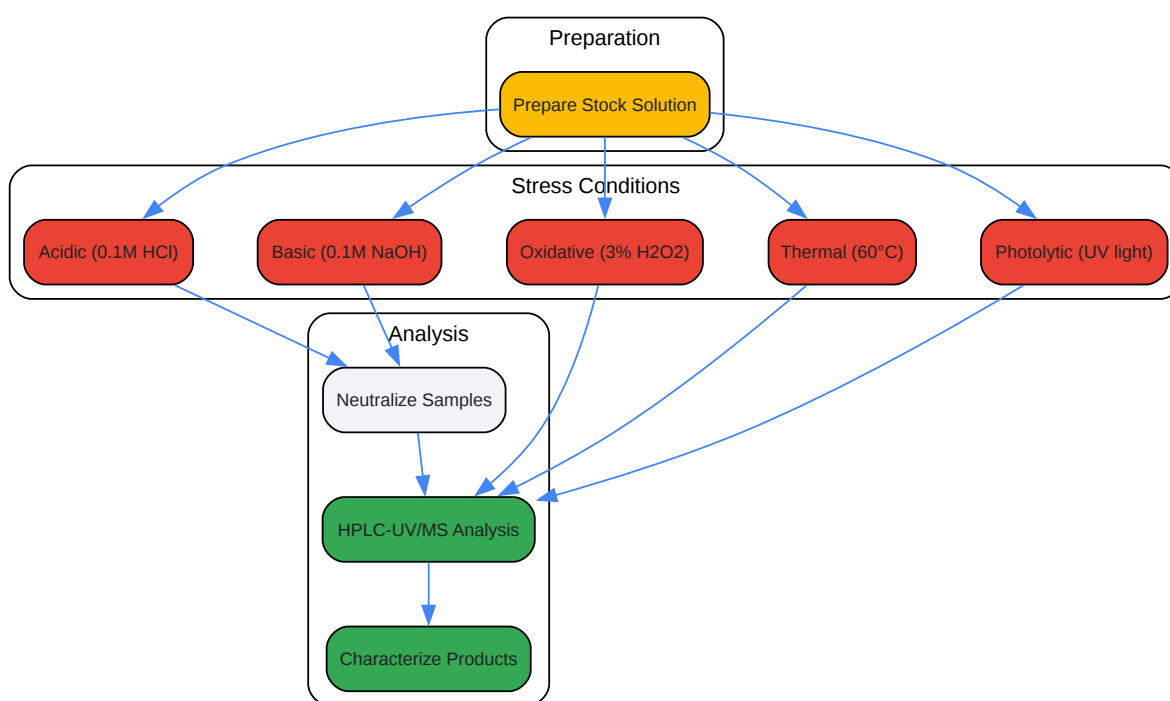 Preparation
Prepare Stock Solution
Stress Conditions
Acidic (0.1M HCl)
Basic (0.1M NaOH)
Oxidative (3% H2O2)
Thermal (60°C)
Photolytic (UV light)
Analysis
Neutralize Samples
HPLC-UV/MS Analysis
Characterize Products